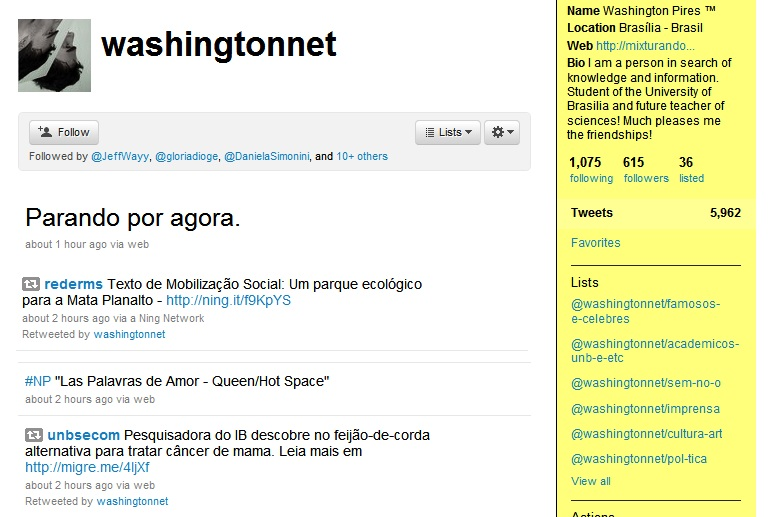 washingtonnet
Follow
Lists
Followed by @JeffWayy, @gloriadioge, @DanielaSimonini, and 10+ others
Parando por agora.
about 1 hour ago via web
rederms Texto de Mobilização Social: Um parque ecológico
para a Mata Planalto - http://ning.it/f9KpYS
about 2 hours ago via a Ning Network
Retweeted by washingtonnet
#NP "Las Palavras de Amor - Queen/Hot Space"
about 2 hours ago via web
unbsecom Pesquisadora do IB descobre no feijão-de-corda
alternativa para tratar câncer de mama. Leia mais em
http://migre.me/4ljXf
about 2 hours ago via web
Retweeted by washingtonnet
Name Washington Pires ™
Location Brasília - Brasil
Web http://mixturando...
Bio I am a person in search of
knowledge and information.
Student of the University of
Brasilia and future teacher of
sciences! Much pleases me
the friendships!
1,075 615 36
following followers listed
Tweets 5,962
Favorites
Lists
@washingtonnet/famosos-
e-celebres
@washingtonnet/academicos-
unb-e-etc
@washingtonnet/sem-no-o
@washingtonnet/imprensa
@washingtonnet/cultura-art
@washingtonnet/pol-tica
View all
Actions